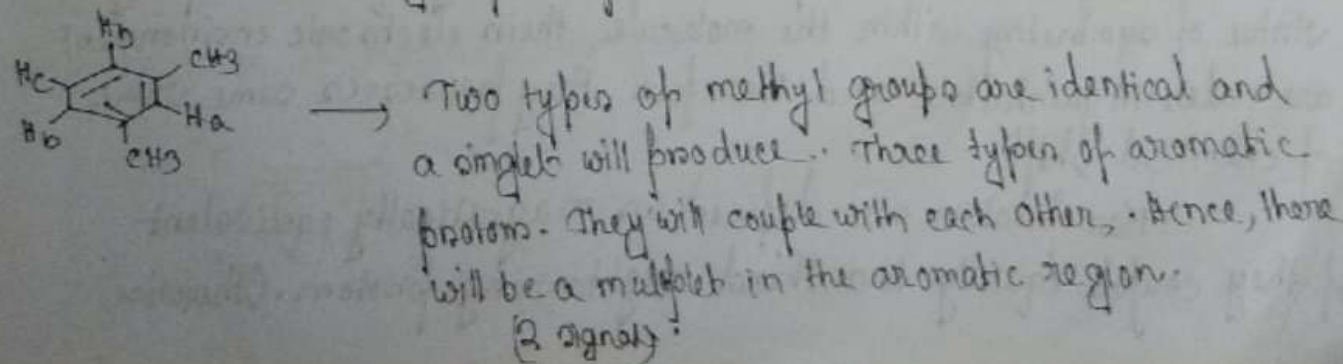 Hb
CH3
Hc
Ha
Hb
CH3
Two types of methyl groups are identical and
a singlet will produce. Three types of aromatic
protons. They will couple with each other, Hence, there
will be a multiplet in the aromatic region.
(2 signal)